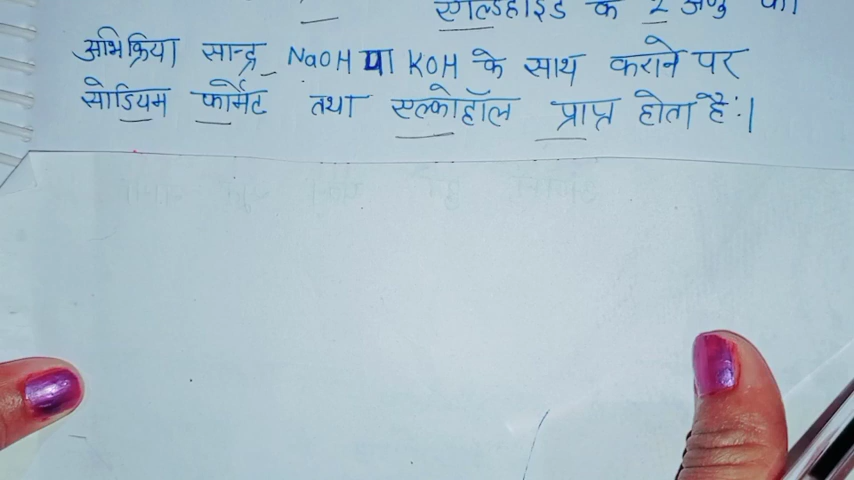 एल्डिहाइड के 2 अणु की
अभिक्रिया सान्द्र NaOH या KOH के साथ कराने पर
सोडियम फॉर्मेट तथा एल्कोहॉल प्राप्त होता है:।